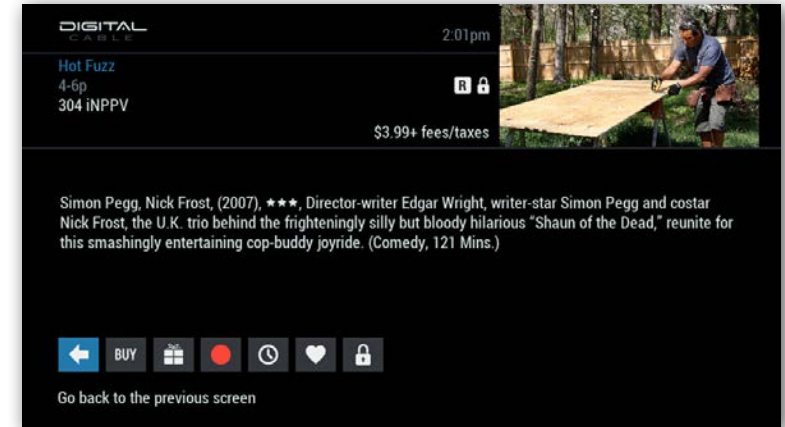 DIGITAL
CABLE
2:01pm
Hot Fuzz
4-6p
R
304 iNPPV
$3.99+ fees/taxes
Simon Pegg, Nick Frost, (2007), ★★★, Director-writer Edgar Wright, writer-star Simon Pegg and costar
Nick Frost, the U.K. trio behind the frighteningly silly but bloody hilarious “Shaun of the Dead,” reunite for
this smashingly entertaining cop-buddy joyride. (Comedy, 121 Mins.)
BUY
Go back to the previous screen